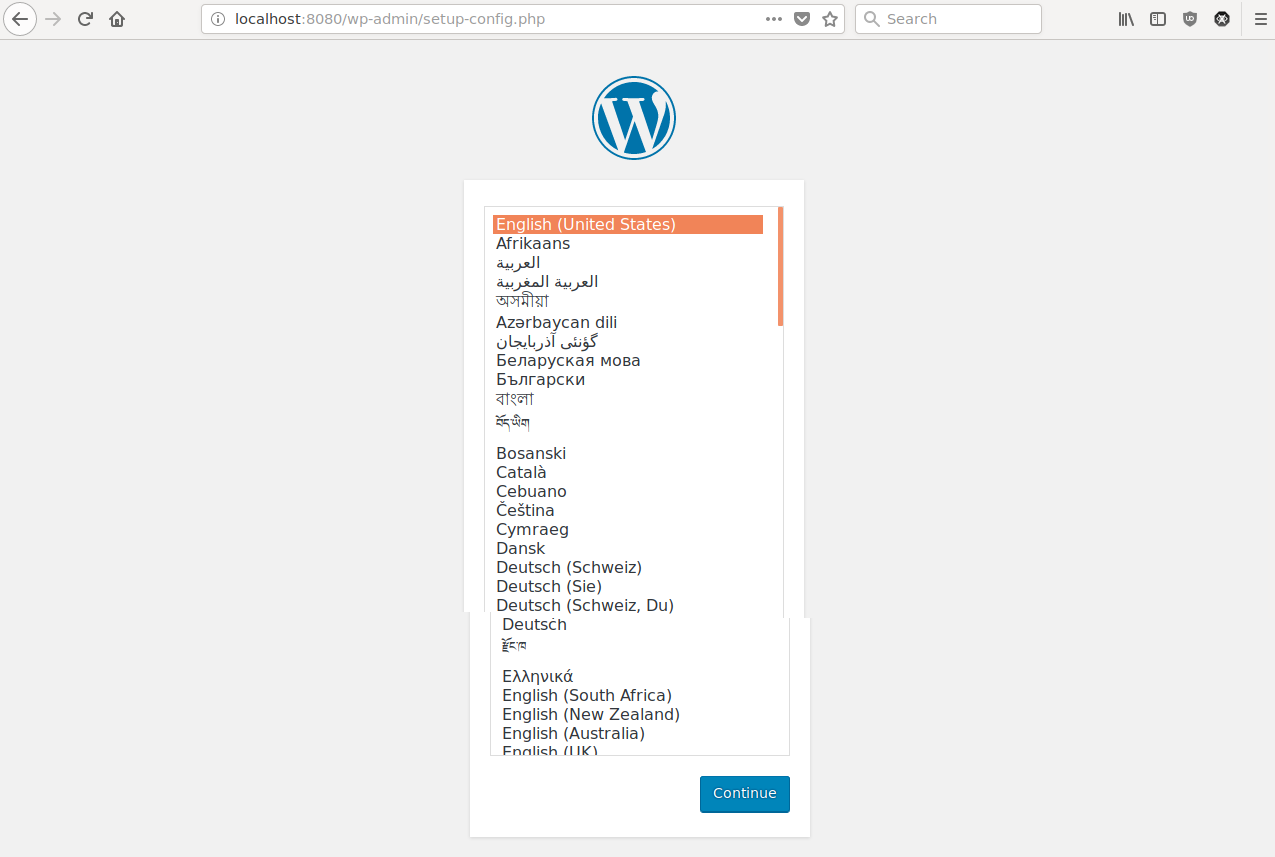 localhost:8080/wp-admin/setup-config.php
Search
English (United States)
Afrikaans
العربية
العربية المغربية
অসমীয়া
Azərbaycan dili
گؤنئی آذربایجان
Беларуская мова
Български
বাংলা
བོད་ཡིག
Bosanski
Català
Cebuano
Čeština
Cymraeg
Dansk
Deutsch (Schweiz)
Deutsch (Sie)
Deutsch (Schweiz, Du)
Deutsch
རྫོང་ཁ
Ελληνικά
English (South Africa)
English (New Zealand)
English (Australia)
English (UK)
Continue